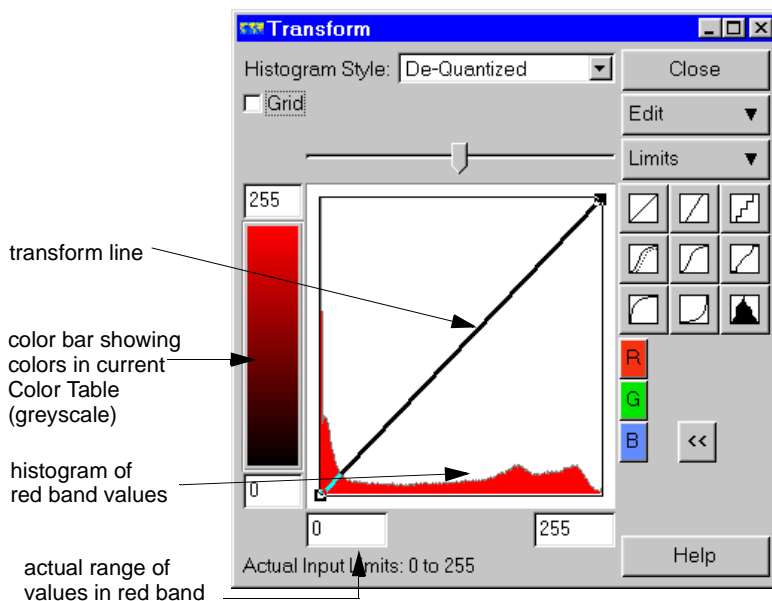 Transform
Histogram Style: De-Quantized
Close
Grid
Edit
Limits
255
transform line
color bar showing
colors in current
Color Table
(greyscale)
R
G
B
<<
histogram of
red band values
0
0
255
Actual Input Limits: 0 to 255
Help
actual range of
values in red band